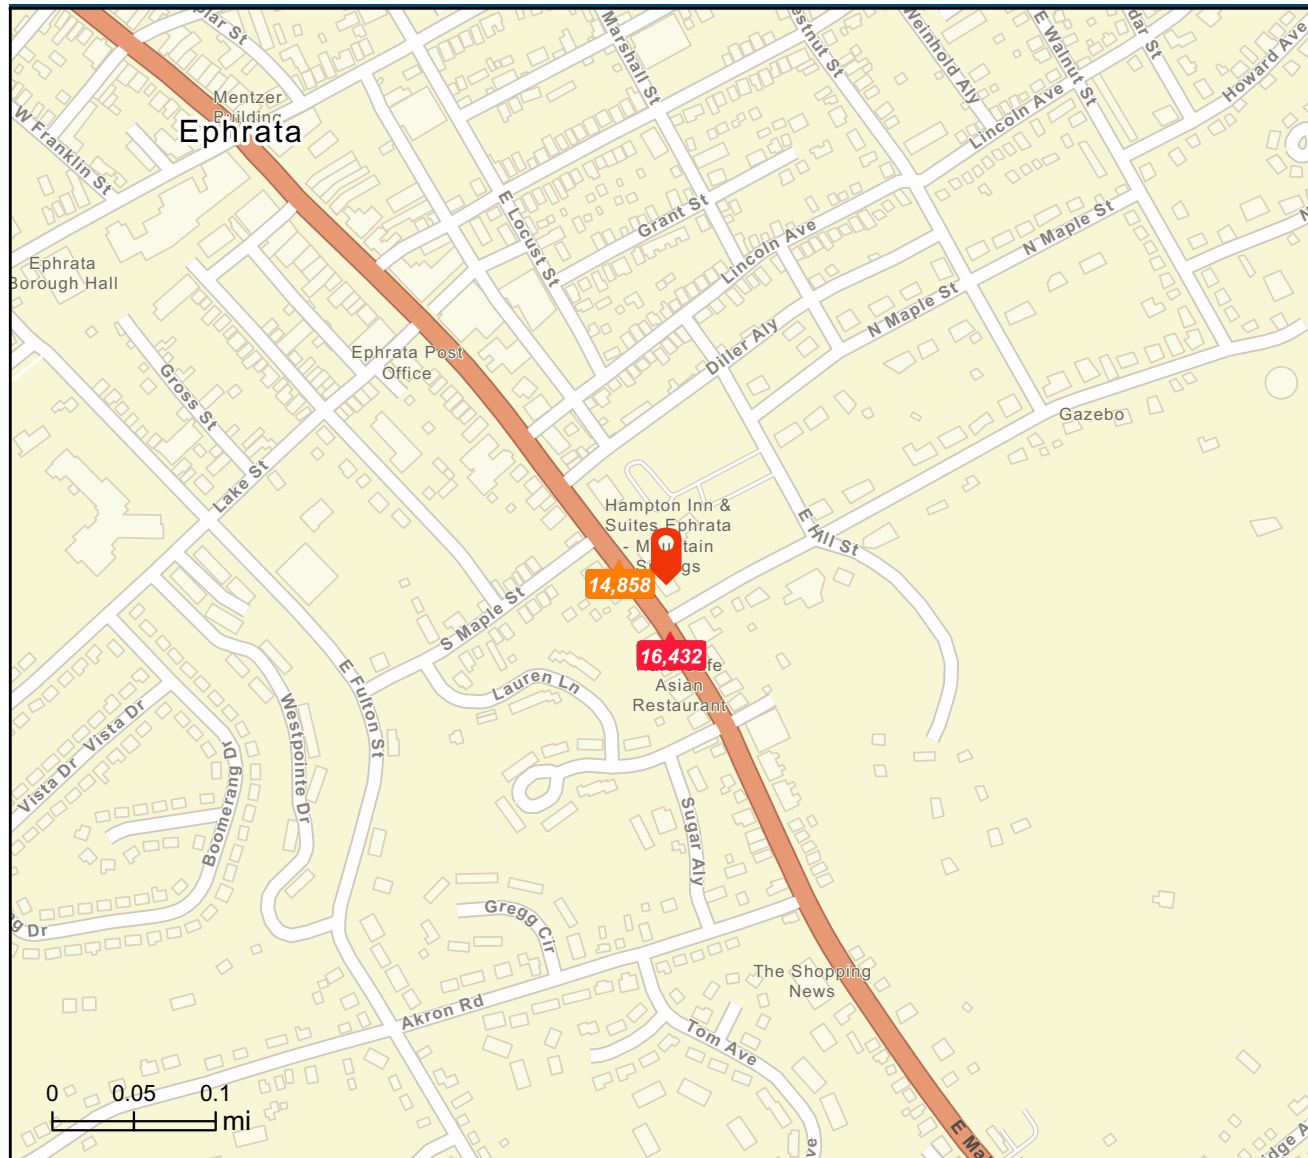 Marshall St
E Walnut St
Weinhold Aly
Howard Ave
Lincoln Ave
Mentzer
Building
Ephrata
W Franklin St
E Locust St
Grant St
Lincoln Ave
N Maple St
Ephrata
Borough Hall
N Maple St
Diller Aly
Ephrata Post
Office
Gross St
Gazebo
Lake St
Hampton Inn &
Suites Ephrata
E Hill St
14,858
S Maple St
16,432
Asian
Restaurant
E Fulton St
Lauren Ln
Westpointe Dr
Vista Dr
Vista Dr
Boomerang Dr
Sugar Aly
Gregg Cir
Dr
The Shopping
News
Akron Rd
Tom Ave
0 0.05 0.1
mi